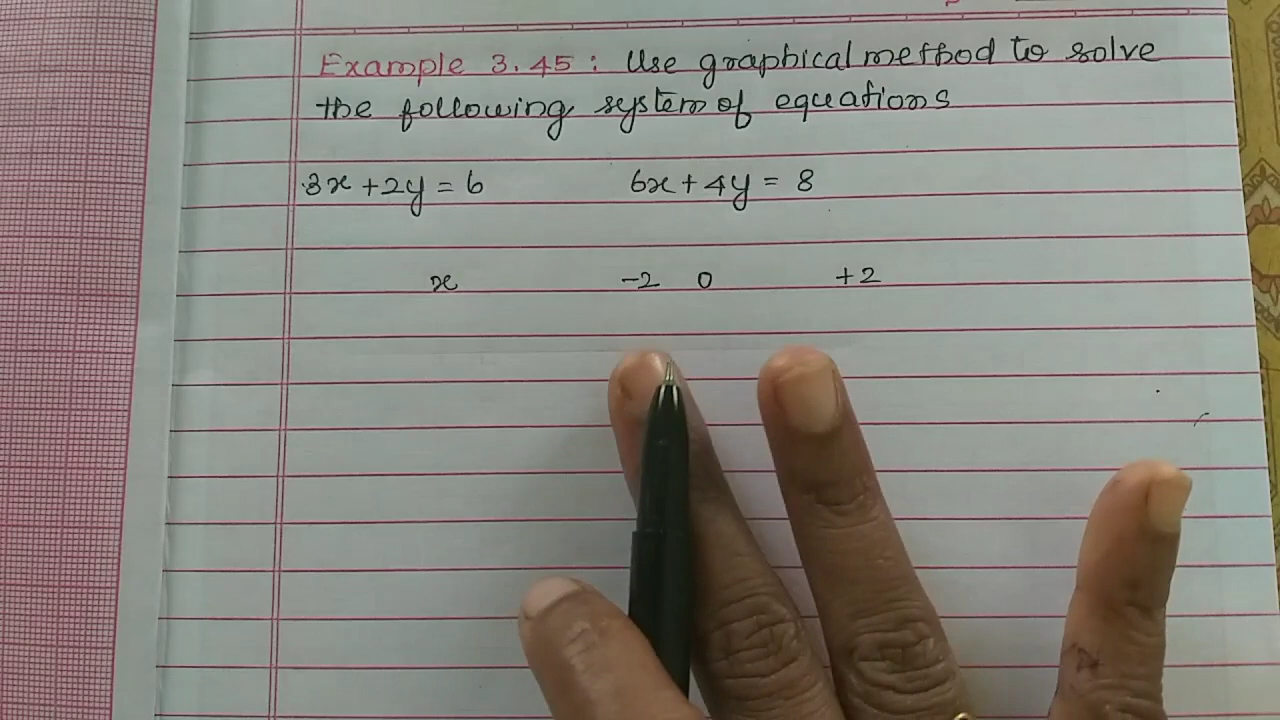 Example 3.45: Use graphical method to solve
the following system of equations
3x + 2y = 6 6x + 4y = 8
x -2 0 +2